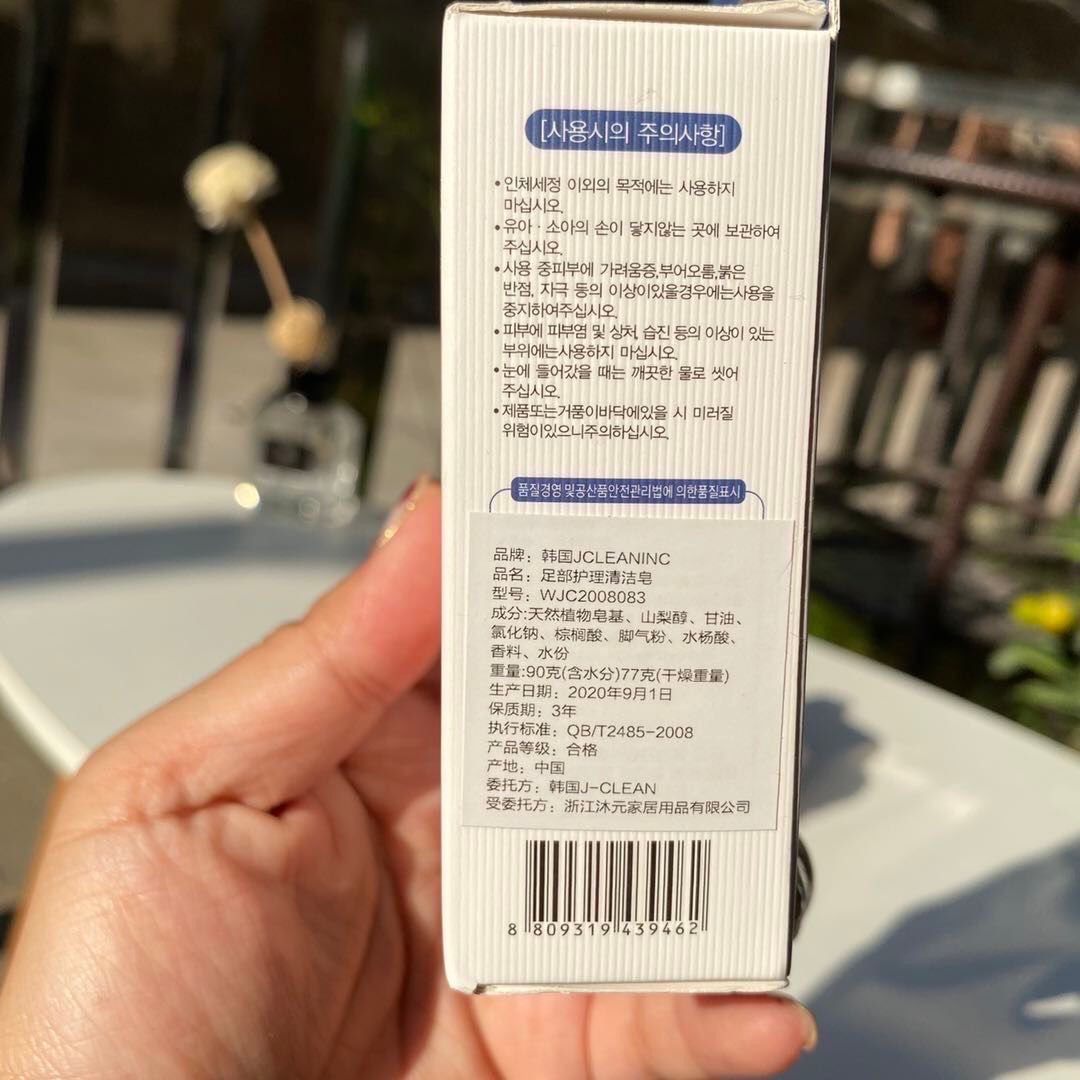 [사용시의 주의사항]
•인체세정 이외의 목적에는 사용하지
마십시오.
•유아·소아의 손이 닿지않는 곳에 보관하여
주십시오.
•사용 중피부에 가려움증,부어오름,붉은
반점, 자극 등의 이상이있을경우에는사용을
중지하여주십시오.
•피부에 피부염 및 상처, 습진 등의 이상이 있는
부위에는사용하지 마십시오.
•눈에 들어갔을 때는 깨끗한 물로 씻어
주십시오.
•제품또는거품이바닥에있을 시 미러질
위험이있으니주의하십시오.
품질경영 및공산품안전관리법에 의한품질표시
品牌：韩国JCLEANINC
品名：足部护理清洁皂
型号：WJC2008083
成分:天然植物皂基、山梨醇、甘油、
氯化钠、棕榈酸、脚气粉、水杨酸、
香料、水份
重量:90克(含水分)77克(干燥重量)
生产日期：2020年9月1日
保质期：3年
执行标准：QB/T2485-2008
产品等级：合格
产地：中国
委托方：韩国J-CLEAN
受委托方：浙江沐元家居用品有限公司
8 809319 439462